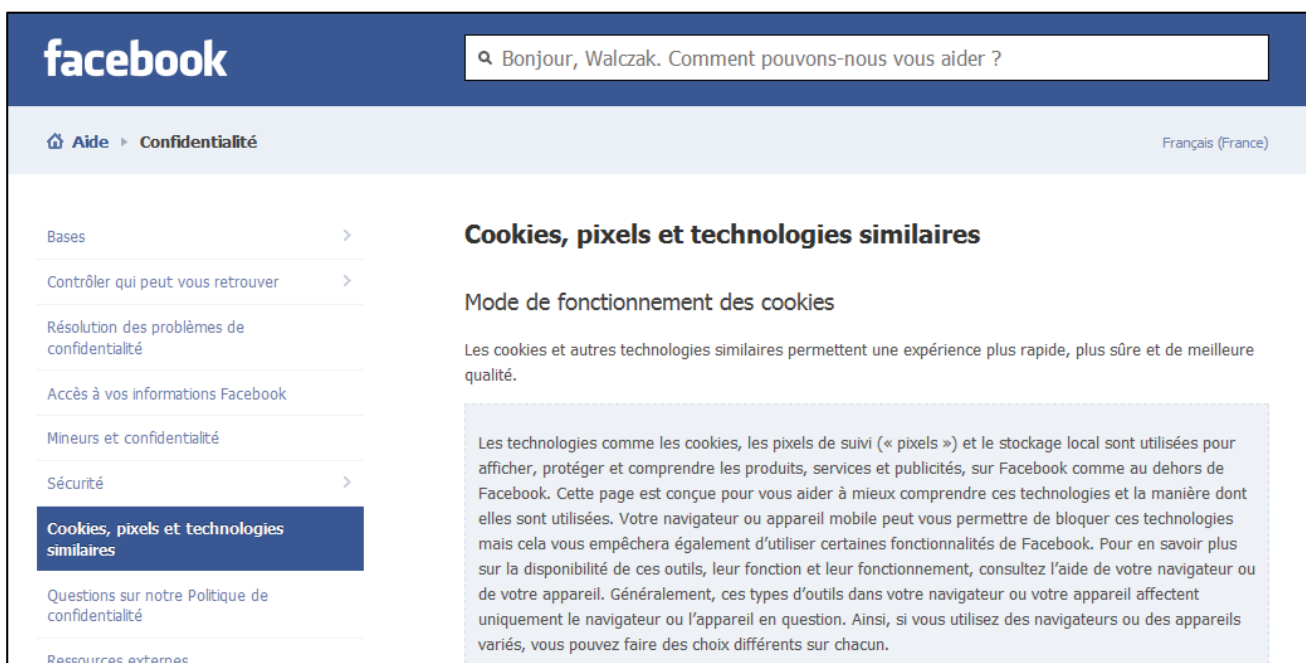 facebook
Bonjour, Walczak. Comment pouvons-nous vous aider ?
Aide
Confidentialité
Français (France)
Bases
Contrôler qui peut vous retrouver
Résolution des problèmes de
confidentialité
Accès à vos informations Facebook
Mineurs et confidentialité
Sécurité
Cookies, pixels et technologies
similaires
Questions sur notre Politique de
confidentialité
Ressources externes
Cookies, pixels et technologies similaires
Mode de fonctionnement des cookies
Les cookies et autres technologies similaires permettent une expérience plus rapide, plus sûre et de meilleure
qualité.
Les technologies comme les cookies, les pixels de suivi (« pixels ») et le stockage local sont utilisées pour
afficher, protéger et comprendre les produits, services et publicités, sur Facebook comme au dehors de
Facebook. Cette page est conçue pour vous aider à mieux comprendre ces technologies et la manière dont
elles sont utilisées. Votre navigateur ou appareil mobile peut vous permettre de bloquer ces technologies
mais cela vous empêchera également d'utiliser certaines fonctionnalités de Facebook. Pour en savoir plus
sur la disponibilité de ces outils, leur fonction et leur fonctionnement, consultez l'aide de votre navigateur ou
de votre appareil. Généralement, ces types d'outils dans votre navigateur ou votre appareil affectent
uniquement le navigateur ou l'appareil en question. Ainsi, si vous utilisez des navigateurs ou des appareils
variés, vous pouvez faire des choix différents sur chacun.